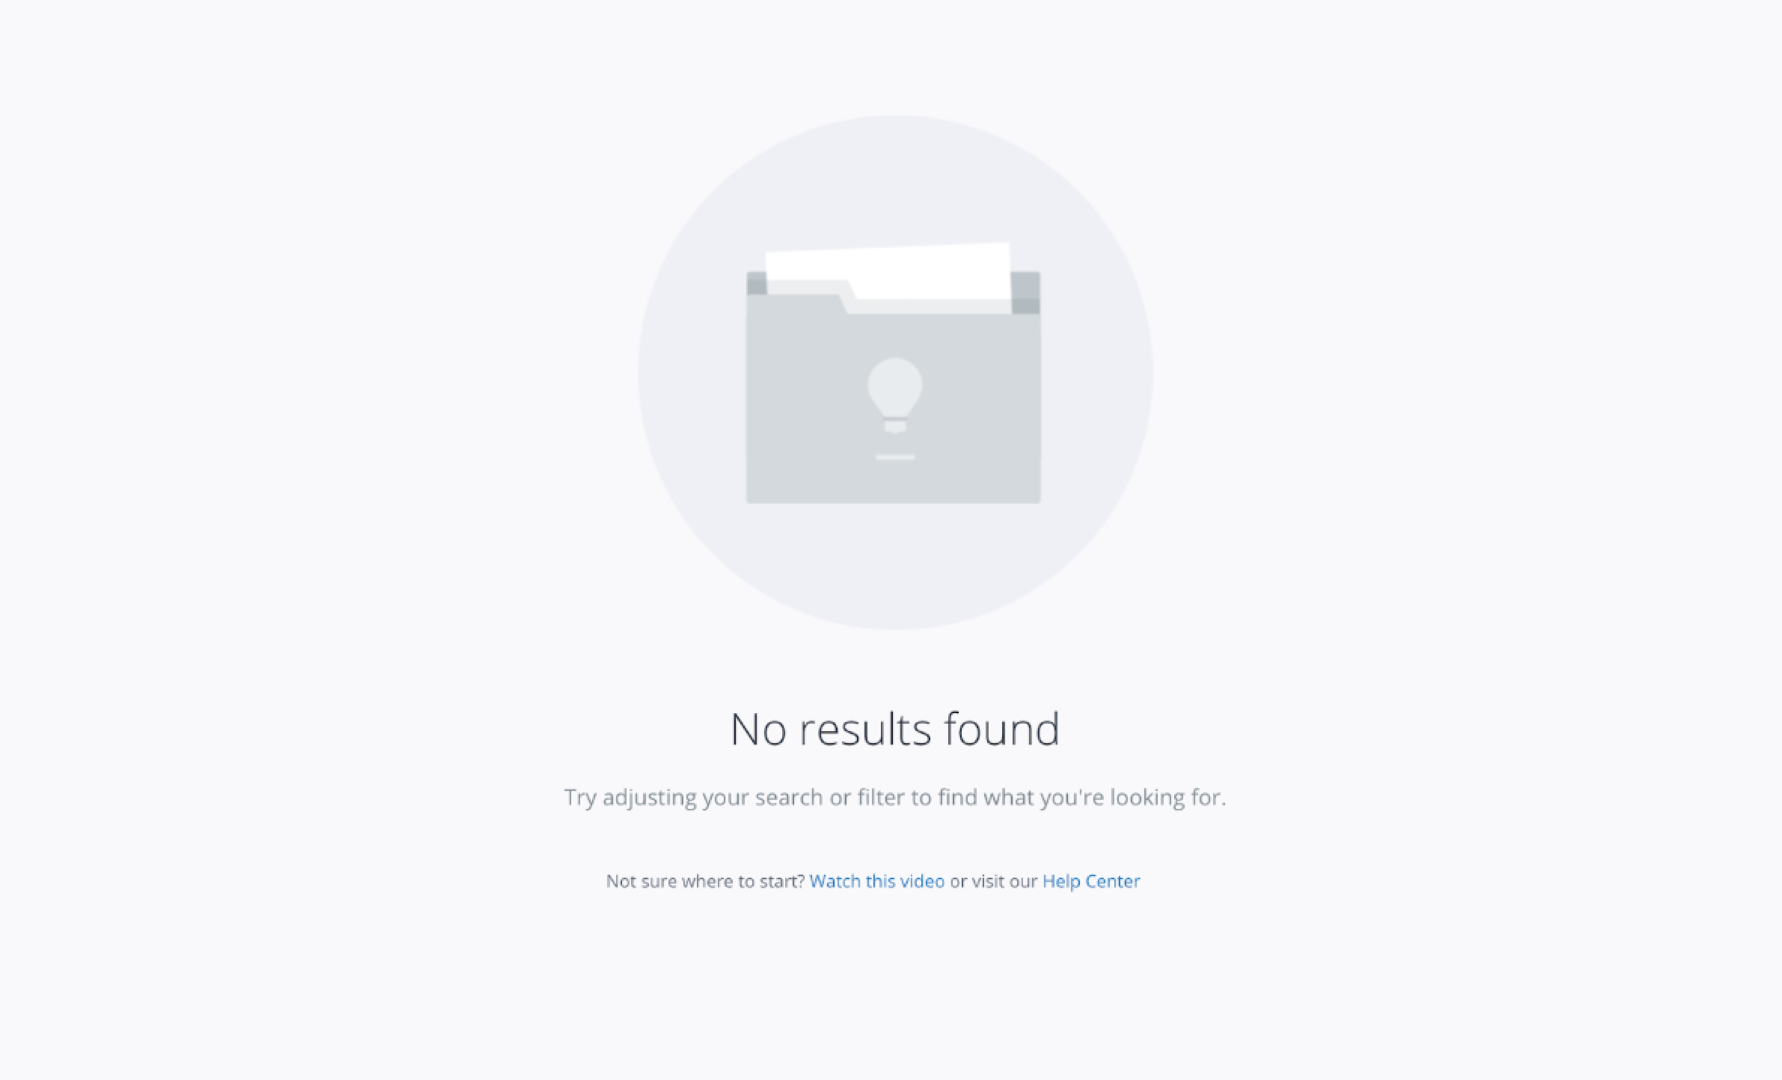 No results found
Try adjusting your search or filter to find what you're looking for.
Not sure where to start? Watch this video or visit our Help Center